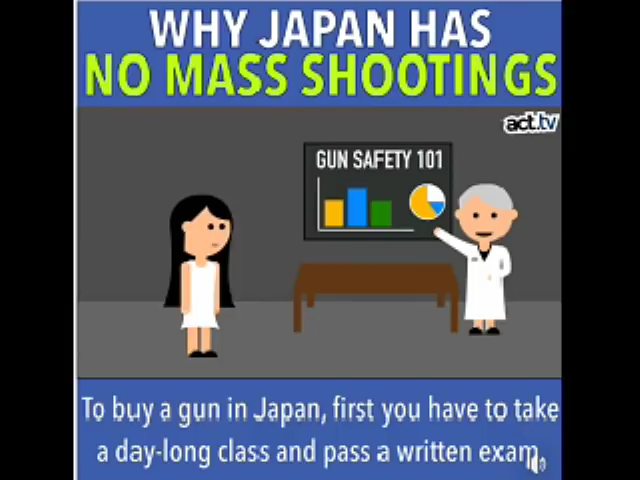 WHY JAPAN HAS
NO MASS SHOOTINGS
act.tv
GUN SAFETY 101
To buy a gun in Japan, first you have to take
a day-long class and pass a written exam.